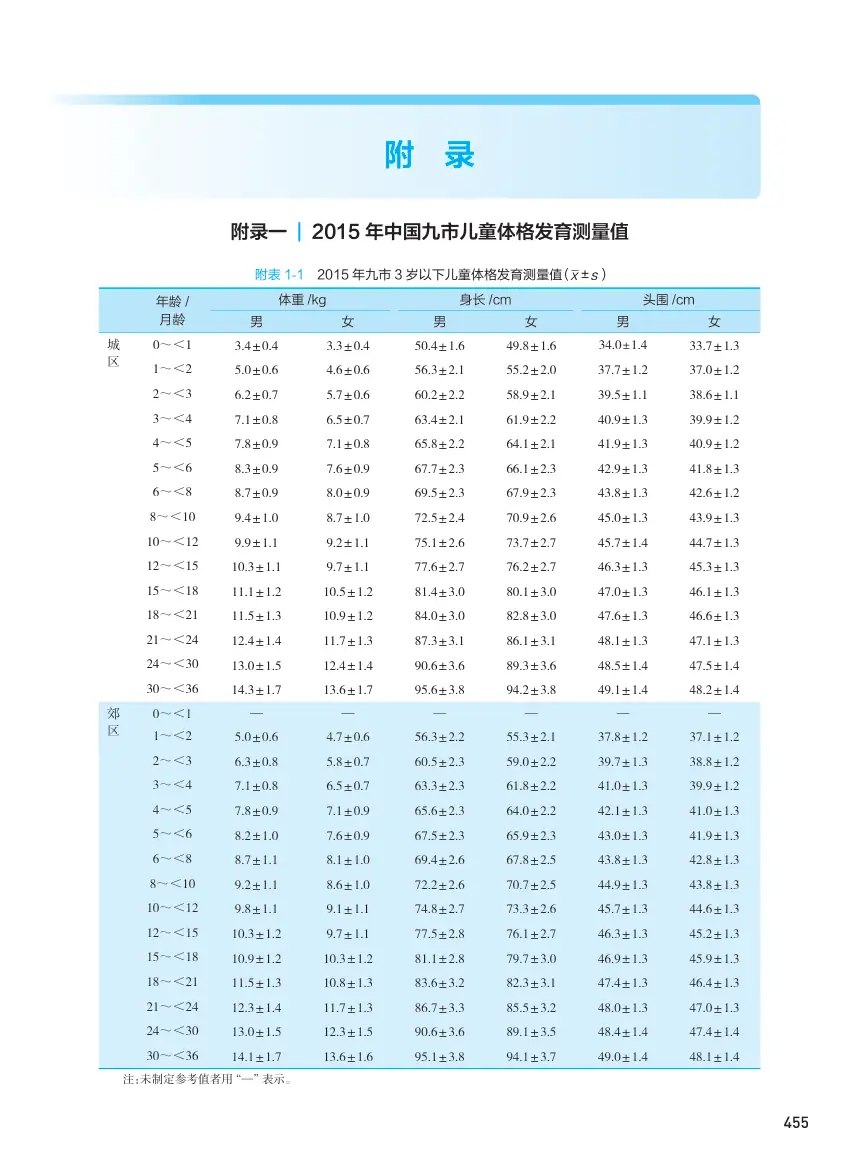 附 录
附录一 | 2015 年中国九市儿童体格发育测量值
附表 1-1 2015 年九市 3 岁以下儿童体格发育测量值(x̄±s)
年龄/月龄 体重/kg 身长/cm 头围/cm
男 女 男 女 男 女
城区 0～<1 3.4±0.4 3.3±0.4 50.4±1.6 49.8±1.6 34.0±1.4 33.7±1.3
1～<2 5.0±0.6 4.6±0.6 56.3±2.1 55.2±2.0 37.7±1.2 37.0±1.2
2～<3 6.2±0.7 5.7±0.6 60.2±2.2 58.9±2.1 39.5±1.1 38.6±1.1
3～<4 7.1±0.8 6.5±0.7 63.4±2.1 61.9±2.2 40.9±1.3 39.9±1.2
4～<5 7.8±0.9 7.1±0.8 65.8±2.2 64.1±2.1 41.9±1.3 40.9±1.2
5～<6 8.3±0.9 7.6±0.9 67.7±2.3 66.1±2.3 42.9±1.3 41.8±1.3
6～<8 8.7±0.9 8.0±0.9 69.5±2.3 67.9±2.3 43.8±1.3 42.6±1.2
8～<10 9.4±1.0 8.7±1.0 72.5±2.4 70.9±2.6 45.0±1.3 43.9±1.3
10～<12 9.9±1.1 9.2±1.1 75.1±2.6 73.7±2.7 45.7±1.4 44.7±1.3
12～<15 10.3±1.1 9.7±1.1 77.6±2.7 76.2±2.7 46.3±1.3 45.3±1.3
15～<18 11.1±1.2 10.5±1.2 81.4±3.0 80.1±3.0 47.0±1.3 46.1±1.3
18～<21 11.5±1.3 10.9±1.2 84.0±3.0 82.8±3.0 47.6±1.3 46.6±1.3
21～<24 12.4±1.4 11.7±1.3 87.3±3.1 86.1±3.1 48.1±1.3 47.1±1.3
24～<30 13.0±1.5 12.4±1.4 90.6±3.6 89.3±3.6 48.5±1.4 47.5±1.4
30～<36 14.3±1.7 13.6±1.7 95.6±3.8 94.2±3.8 49.1±1.4 48.2±1.4
郊区 0～<1 — — — — — —
1～<2 5.0±0.6 4.7±0.6 56.3±2.2 55.3±2.1 37.8±1.2 37.1±1.2
2～<3 6.3±0.8 5.8±0.7 60.5±2.3 59.0±2.2 39.7±1.3 38.8±1.2
3～<4 7.1±0.8 6.5±0.7 63.3±2.3 61.8±2.2 41.0±1.3 39.9±1.2
4～<5 7.8±0.9 7.1±0.9 65.6±2.3 64.0±2.2 42.1±1.3 41.0±1.3
5～<6 8.2±1.0 7.6±0.9 67.5±2.3 65.9±2.3 43.0±1.3 41.9±1.3
6～<8 8.7±1.1 8.1±1.0 69.4±2.6 67.8±2.5 43.8±1.3 42.8±1.3
8～<10 9.2±1.1 8.6±1.0 72.2±2.6 70.7±2.5 44.9±1.3 43.8±1.3
10～<12 9.8±1.1 9.1±1.1 74.8±2.7 73.3±2.6 45.7±1.3 44.6±1.3
12～<15 10.3±1.2 9.7±1.1 77.5±2.8 76.1±2.7 46.3±1.3 45.2±1.3
15～<18 10.9±1.2 10.3±1.2 81.1±2.8 79.7±3.0 46.9±1.3 45.9±1.3
18～<21 11.5±1.3 10.8±1.3 83.6±3.2 82.3±3.1 47.4±1.3 46.4±1.3
21～<24 12.3±1.4 11.7±1.3 86.7±3.3 85.5±3.2 48.0±1.3 47.0±1.3
24～<30 13.0±1.5 12.3±1.5 90.6±3.6 89.1±3.5 48.4±1.4 47.4±1.4
30～<36 14.1±1.7 13.6±1.6 95.1±3.8 94.1±3.7 49.0±1.4 48.1±1.4
注:未制定参考值者用“—”表示。
455